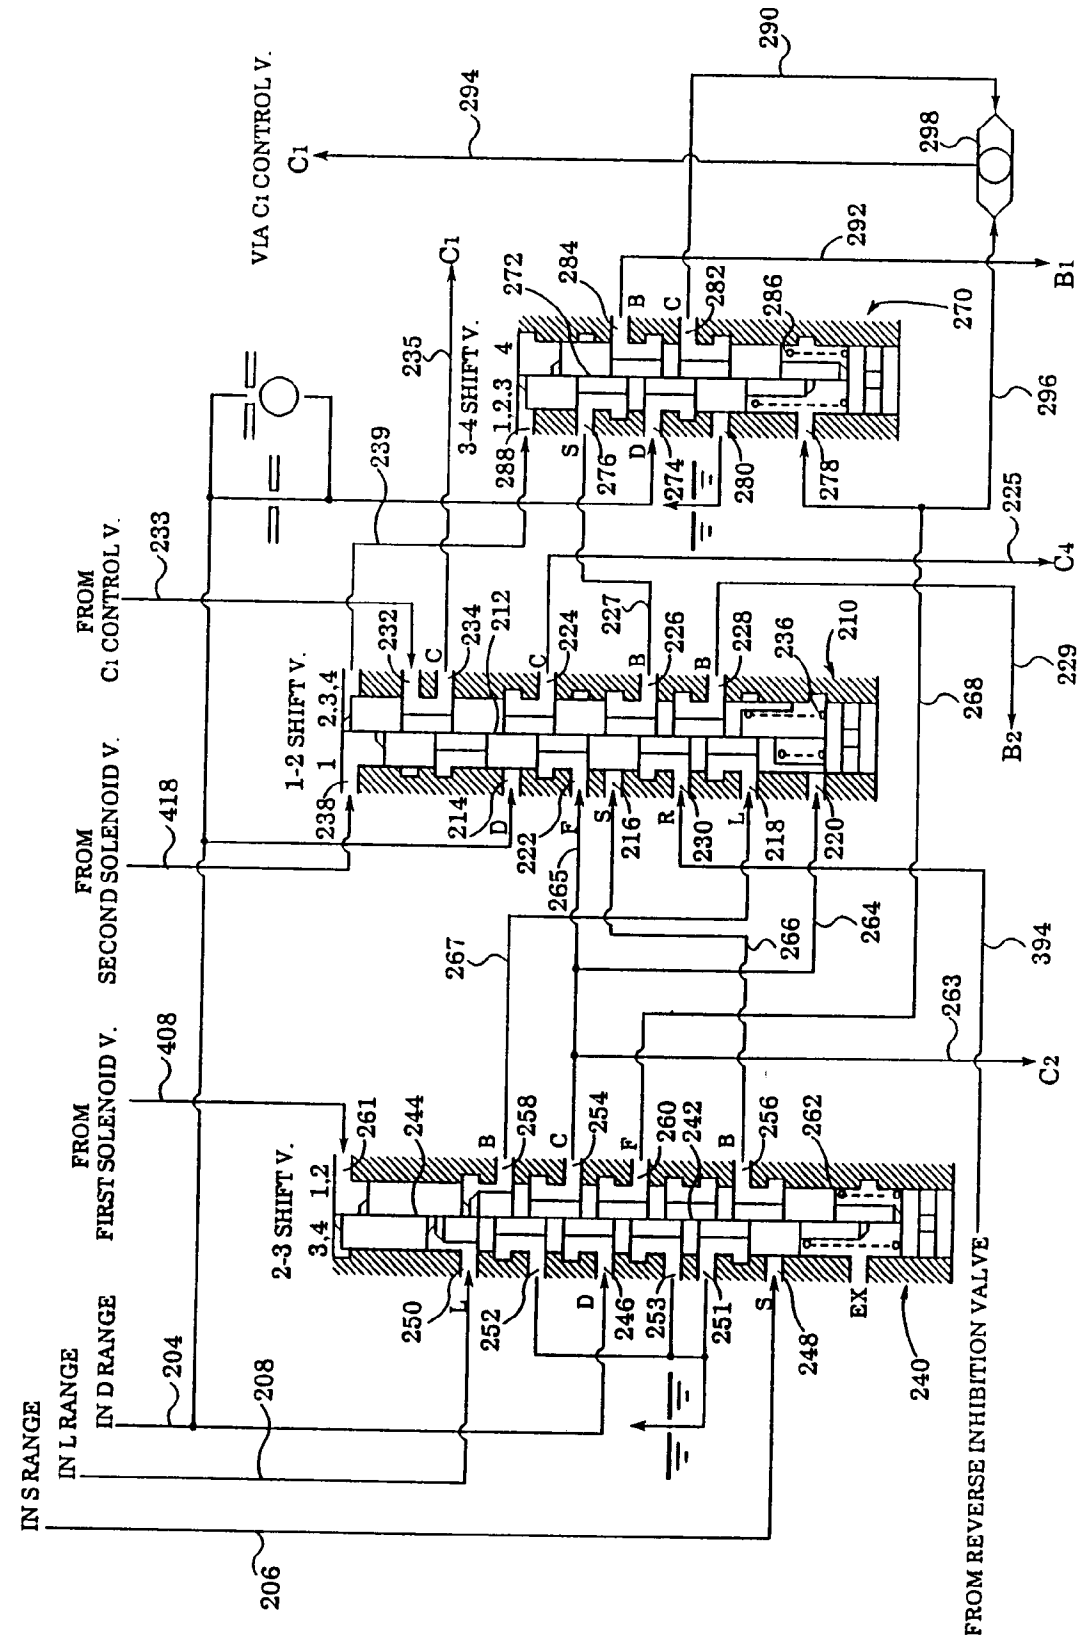 IN S RANGE
206
IN L RANGE
208
IN D RANGE
204
FROM
FIRST SOLENOID V.
408
FROM
SECOND SOLENOID V.
418
FROM
C1 CONTROL V.
233
VIA C1 CONTROL V.
C1
294
290
2-3 SHIFT V.
3,4
1,2
261
244
250
L
252
D
246
253
251
S
248
EX
240
B
258
C
254
F
260
242
B
256
262
267
265
266
264
263
C2
394
FROM REVERSE INHIBITION VALVE
1-2 SHIFT V.
1
2,3,4
238
232
C
234
212
214
D
222
F
S
216
R
230
L
218
220
C
224
B
226
B
228
236
210
239
235
C1
227
225
C4
229
B2
268
3-4 SHIFT V.
1,2,3
4
288
S
276
D
274
280
278
272
284
B
C
282
286
270
292
B1
296
298